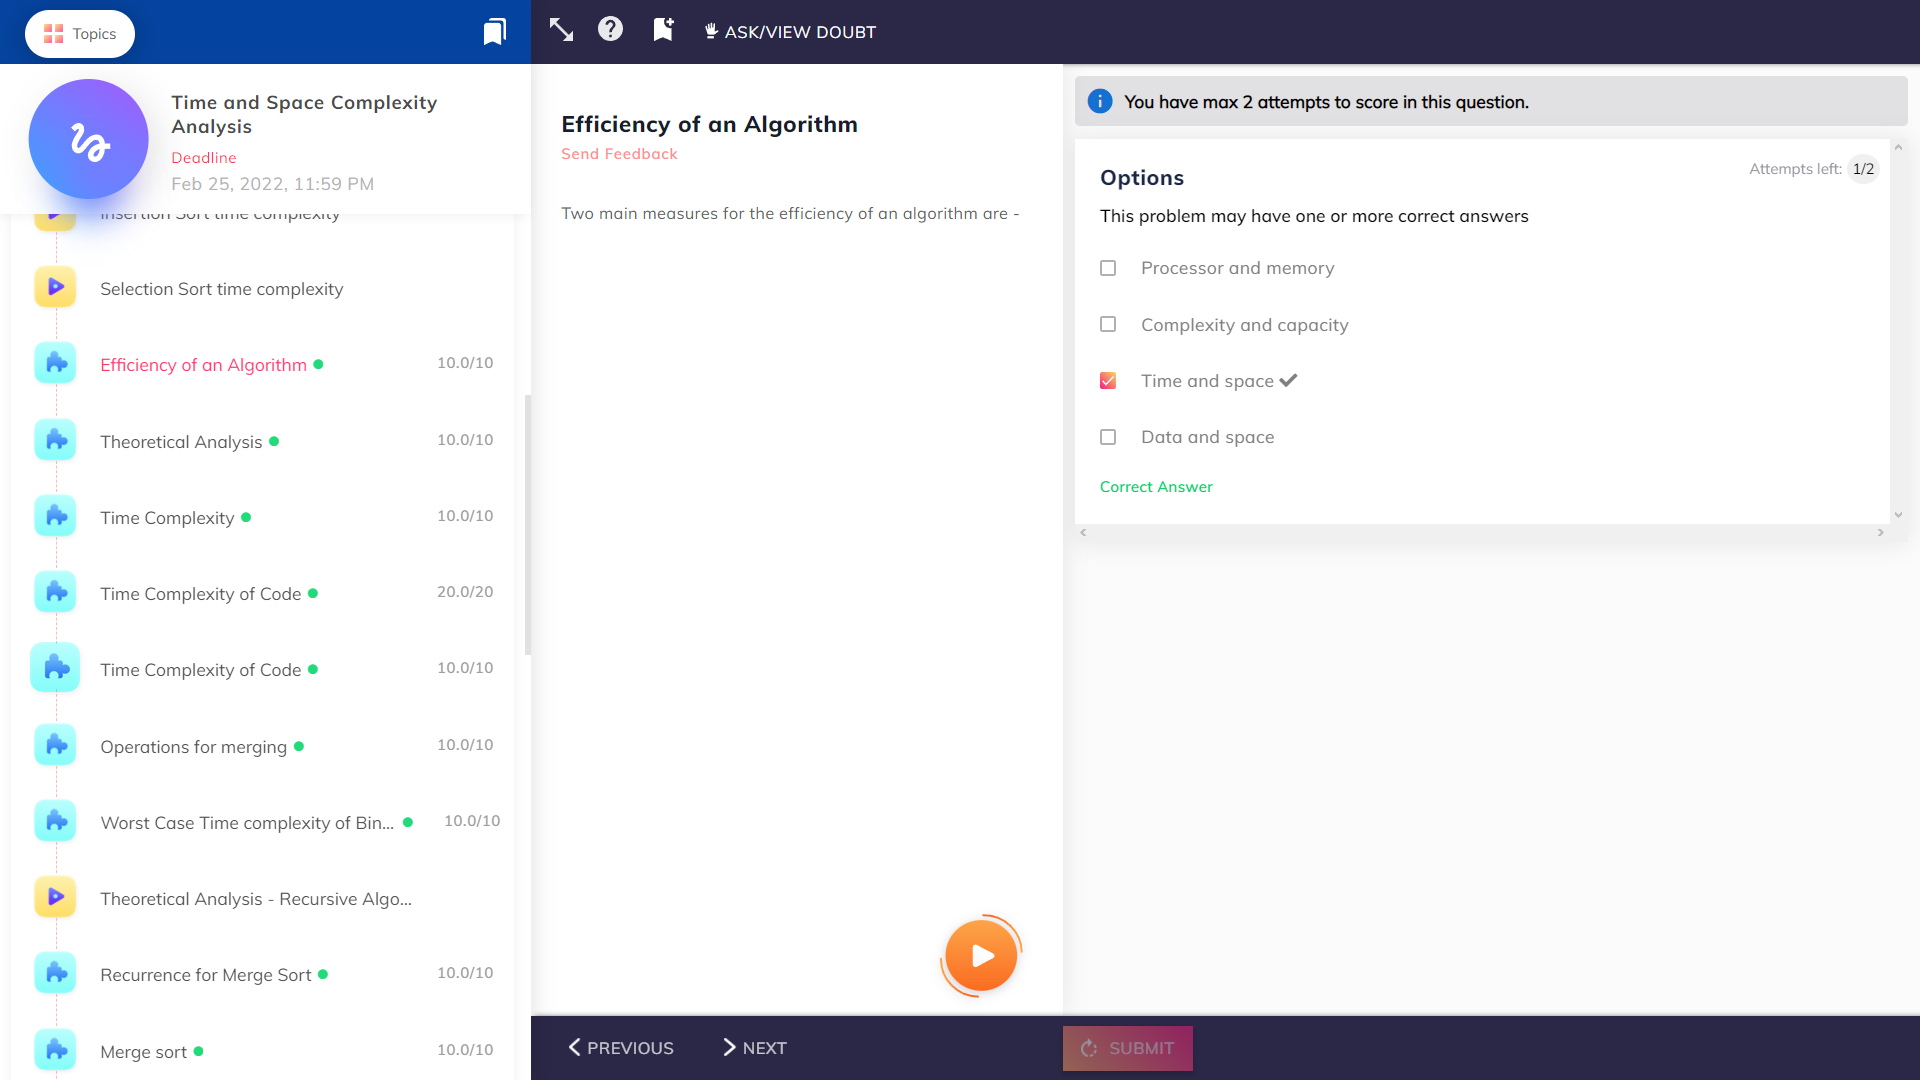 Topics
ASK/VIEW DOUBT
Time and Space Complexity
Analysis
Deadline
Feb 25, 2022, 11:59 PM
Insertion Sort time complexity
Selection Sort time complexity
Efficiency of an Algorithm 10.0/10
Theoretical Analysis 10.0/10
Time Complexity 10.0/10
Time Complexity of Code 20.0/20
Time Complexity of Code 10.0/10
Operations for merging 10.0/10
Worst Case Time complexity of Bin... 10.0/10
Theoretical Analysis - Recursive Algo...
Recurrence for Merge Sort 10.0/10
Merge sort 10.0/10
Efficiency of an Algorithm
Send Feedback
Two main measures for the efficiency of an algorithm are -
You have max 2 attempts to score in this question.
Attempts left: 1/2
Options
This problem may have one or more correct answers
Processor and memory
Complexity and capacity
Time and space
Data and space
Correct Answer
PREVIOUS
NEXT
SUBMIT